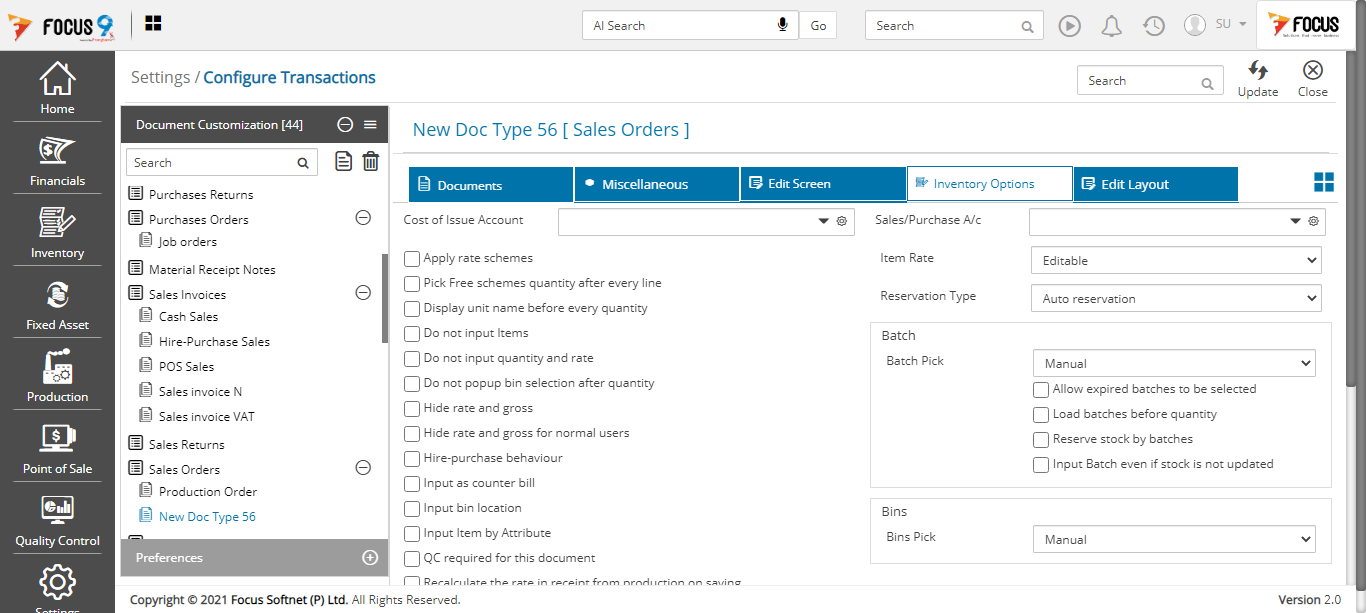 FOCUS 9
AI Search
Go
Search
SU
FOCUS
Home
Financials
Inventory
Fixed Asset
Production
Point of Sale
Quality Control
Settings
Settings / Configure Transactions
Search
Update
Close
Document Customization [44]
Search
Purchases Returns
Purchases Orders
Job orders
Material Receipt Notes
Sales Invoices
Cash Sales
Hire-Purchase Sales
POS Sales
Sales invoice N
Sales invoice VAT
Sales Returns
Sales Orders
Production Order
New Doc Type 56
Preferences
New Doc Type 56 [ Sales Orders ]
Documents
Miscellaneous
Edit Screen
Inventory Options
Edit Layout
Cost of Issue Account
Apply rate schemes
Pick Free schemes quantity after every line
Display unit name before every quantity
Do not input Items
Do not input quantity and rate
Do not popup bin selection after quantity
Hide rate and gross
Hide rate and gross for normal users
Hire-purchase behaviour
Input as counter bill
Input bin location
Input Item by Attribute
QC required for this document
Recalculate the rate in receipt from production on saving
Sales/Purchase A/c
Item Rate
Editable
Reservation Type
Auto reservation
Batch
Batch Pick
Manual
Allow expired batches to be selected
Load batches before quantity
Reserve stock by batches
Input Batch even if stock is not updated
Bins
Bins Pick
Manual
Copyright © 2021 Focus Softnet (P) Ltd. All Rights Reserved.
Version 2.0